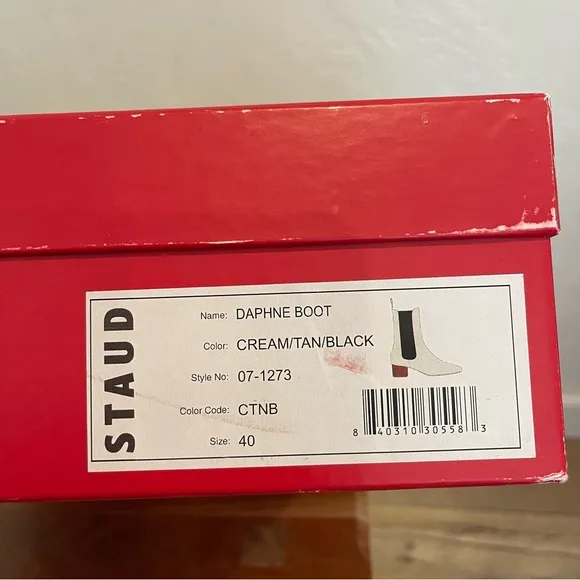 STAUD
Name: DAPHNE BOOT
Color: CREAM/TAN/BLACK
Style No: 07-1273
Color Code: CTNB
Size: 40
8 40310 30558 3